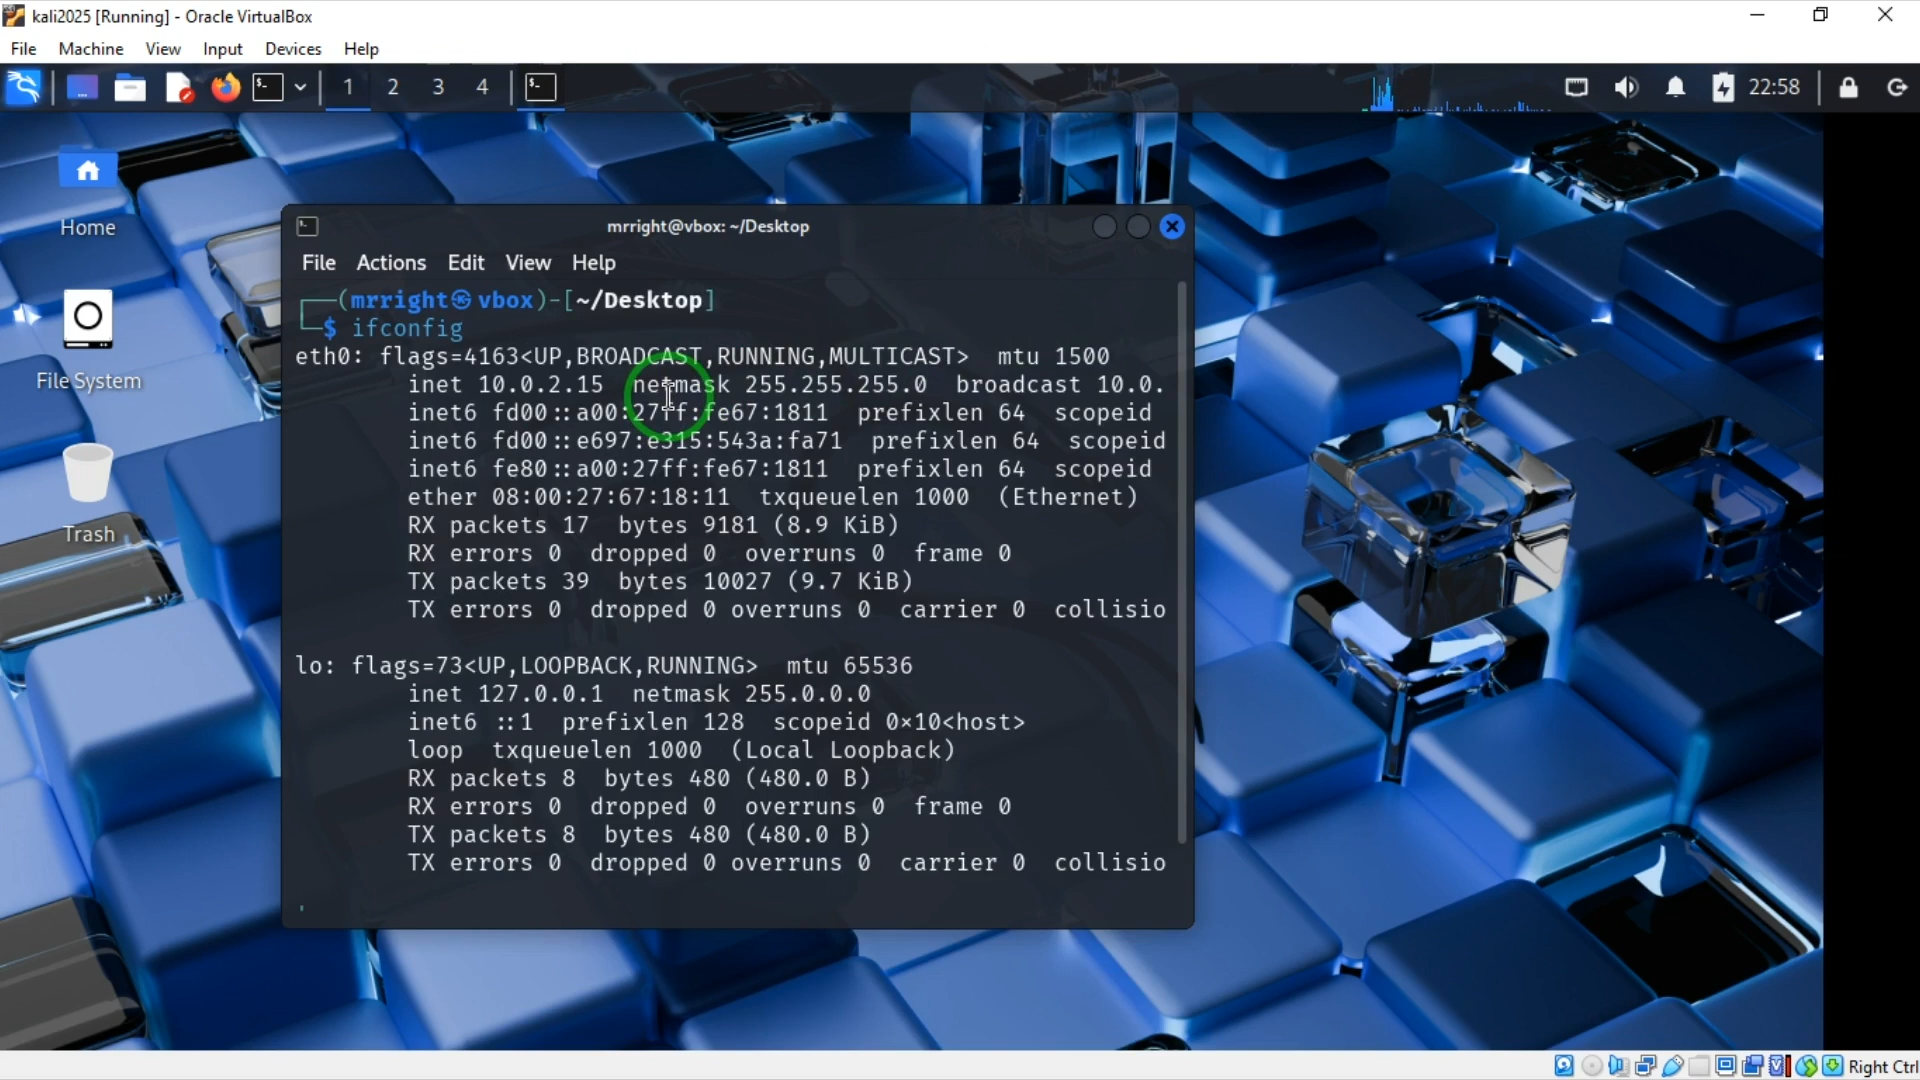 kali2025 [Running] - Oracle VirtualBox
File Machine View Input Devices Help
1 2 3 4 22:58
Home
File System
Trash
mrright@vbox: ~/Desktop
File Actions Edit View Help
(mrright㉿vbox)-[~/Desktop]
$ ifconfig
eth0: flags=4163<UP,BROADCAST,RUNNING,MULTICAST> mtu 1500
inet 10.0.2.15 netmask 255.255.255.0 broadcast 10.0.
inet6 fd00::a00:27ff:fe67:1811 prefixlen 64 scopeid
inet6 fd00::e697:e315:543a:fa71 prefixlen 64 scopeid
inet6 fe80::a00:27ff:fe67:1811 prefixlen 64 scopeid
ether 08:00:27:67:18:11 txqueuelen 1000 (Ethernet)
RX packets 17 bytes 9181 (8.9 KiB)
RX errors 0 dropped 0 overruns 0 frame 0
TX packets 39 bytes 10027 (9.7 KiB)
TX errors 0 dropped 0 overruns 0 carrier 0 collisio
lo: flags=73<UP,LOOPBACK,RUNNING> mtu 65536
inet 127.0.0.1 netmask 255.0.0.0
inet6 ::1 prefixlen 128 scopeid 0×10<host>
loop txqueuelen 1000 (Local Loopback)
RX packets 8 bytes 480 (480.0 B)
RX errors 0 dropped 0 overruns 0 frame 0
TX packets 8 bytes 480 (480.0 B)
TX errors 0 dropped 0 overruns 0 carrier 0 collisio
Right Ctrl